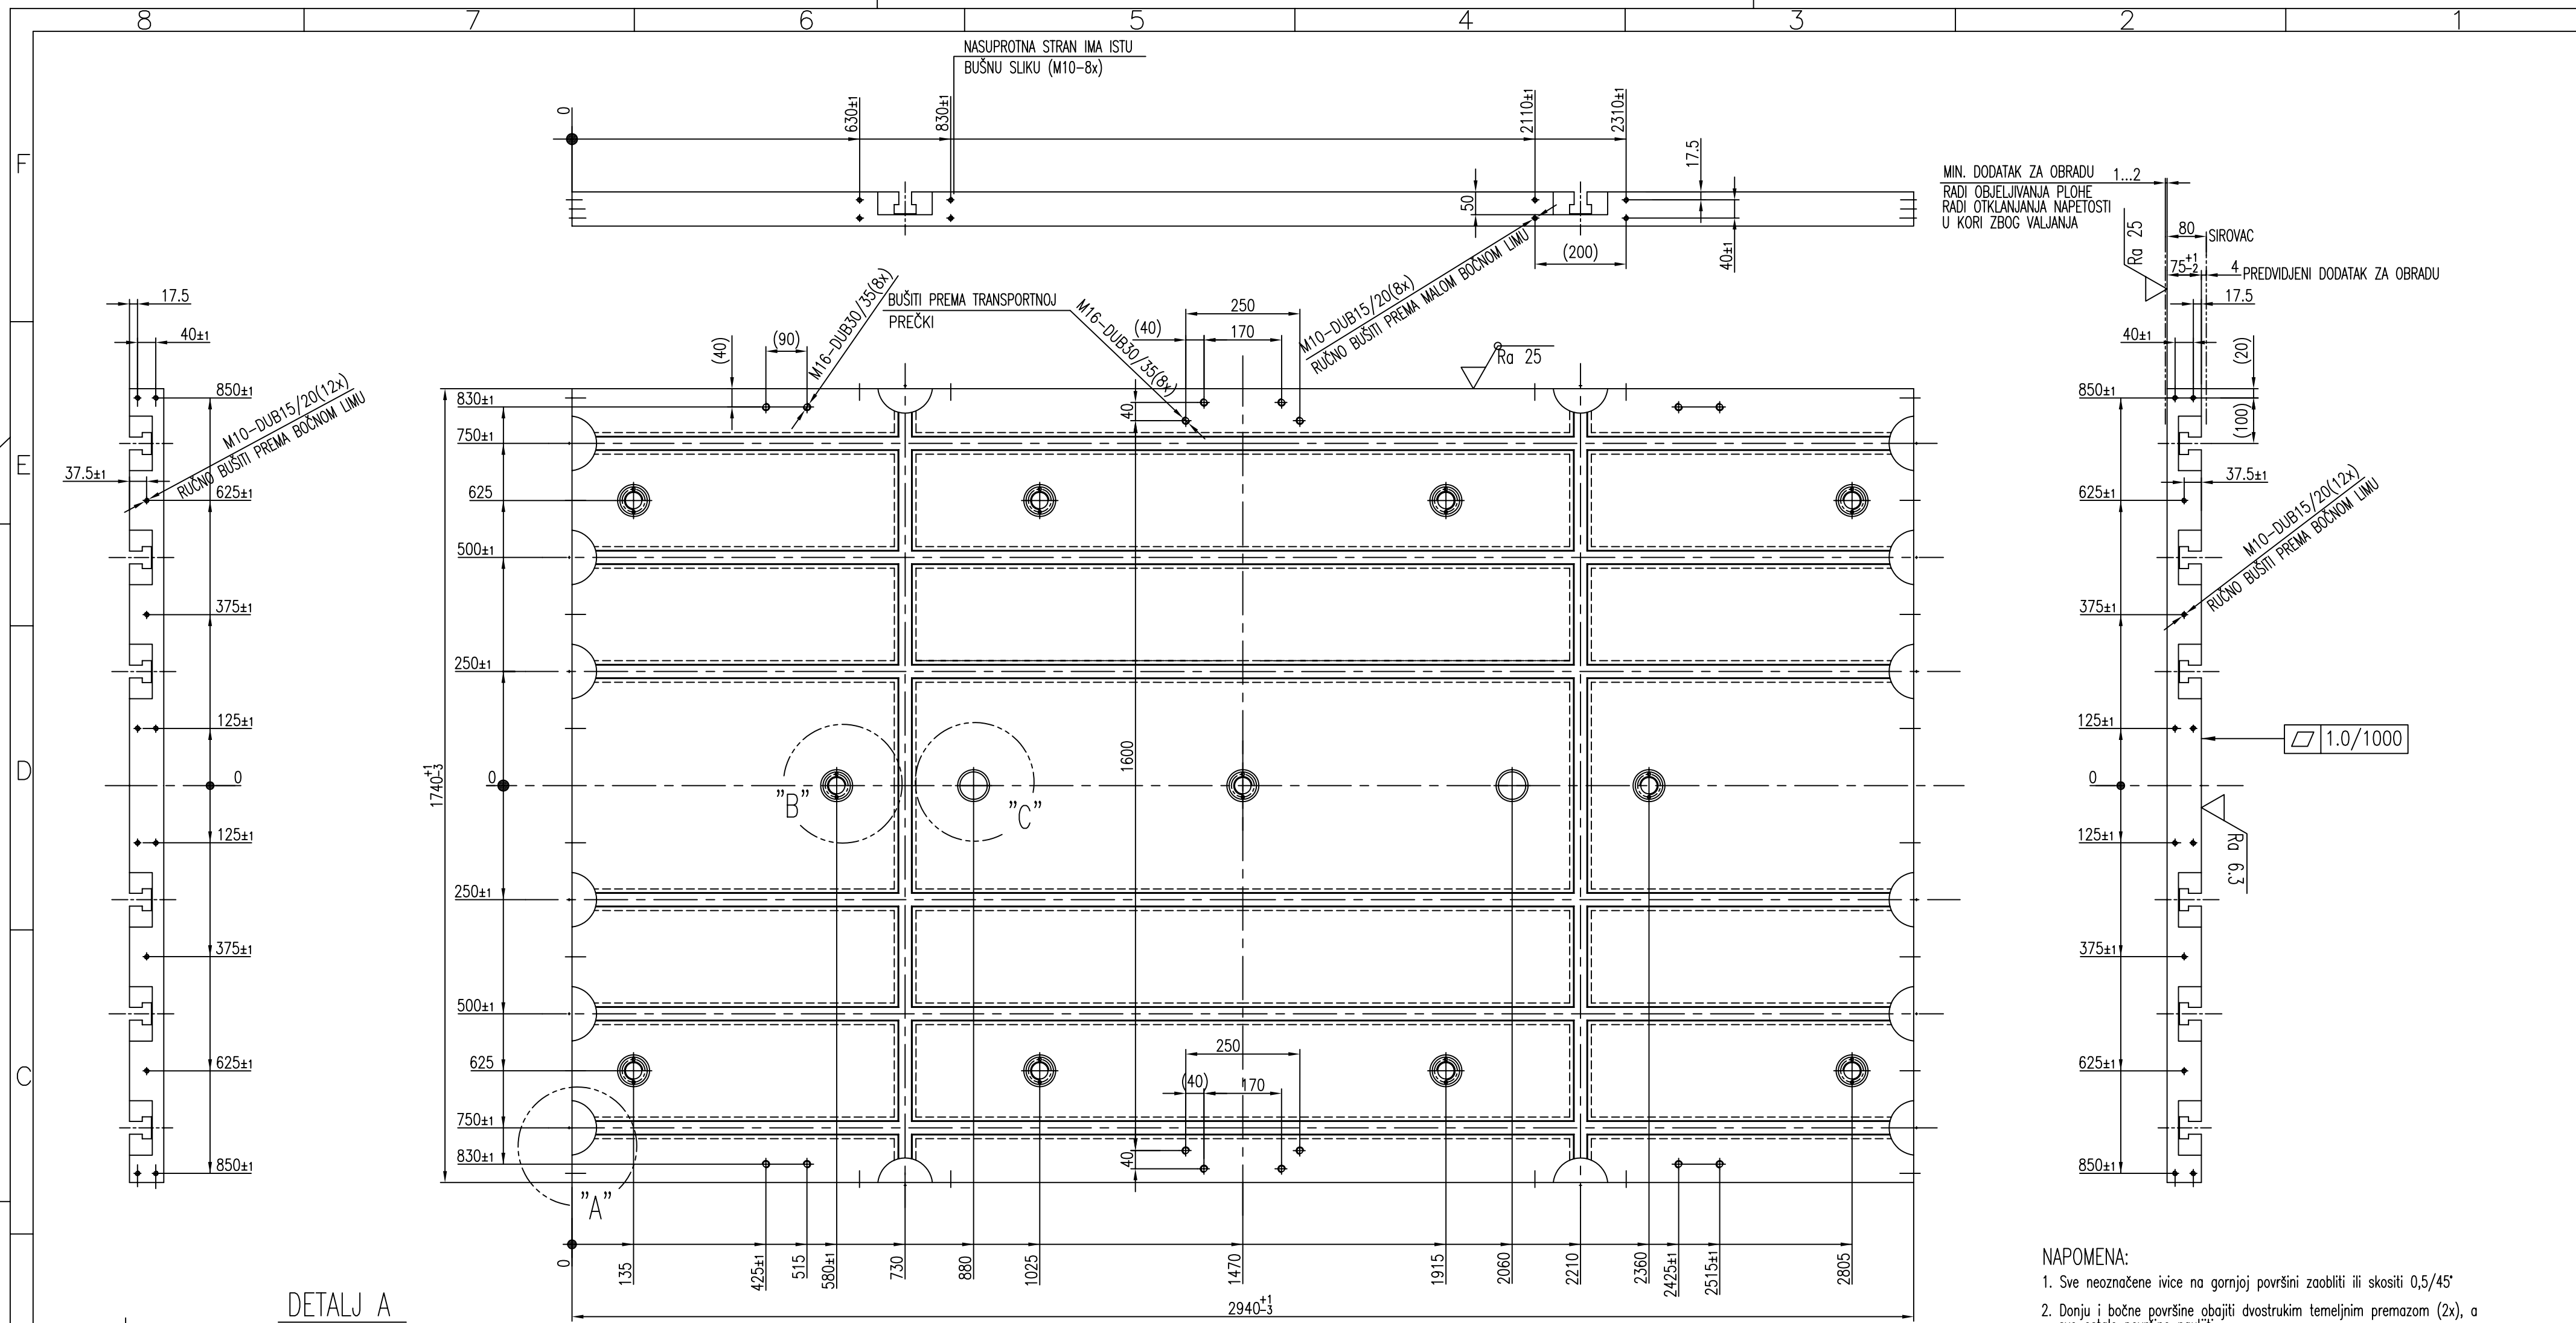 8 7 6 5 4 3 2 1
F
E
D
C
NASUPROTNA STRAN IMA ISTU
BUŠNU SLIKU (M10-8x)
0
630±1
830±1
2110±1
2310±1
17.5
50
(200)
40±1
MIN. DODATAK ZA OBRADU 1...2
RADI OBJELJIVANJA PLOHE
RADI OTKLANJANJA NAPETOSTI
U KORI ZBOG VALJANJA
Ra 25
80 SIROVAC
75+1-2
4 PREDVIDJENI DODATAK ZA OBRADU
17.5
40±1
(20)
(100)
37.5±1
17.5
40±1
850±1
M10-DUB15/20(12x)
RUČNO BUŠITI PREMA BOČNOM LIMU
37.5±1
625±1
375±1
250±1
125±1
0
125±1
375±1
625±1
850±1
(40)
(90)
M16-DUB30/35(8x)
BUŠITI PREMA TRANSPORTNOJ
PREČKI
M16-DUB30/35(8x)
(40)
250
170
40
M10-DUB15/20(8x)
RUČNO BUŠITI PREMA MALOM BOČNOM LIMU
Ra 25
830±1
750±1
625
500±1
250±1
0
250±1
500±1
625
750±1
830±1
1740+1-3
1600
"B"
"C"
"A"
250
(40)
170
40
0
135
425±1
515
580±1
730
880
1025
1470
1915
2060
2210
2360
2425±1
2515±1
2805
2940+1-3
850±1
625±1
M10-DUB15/20(12x)
RUČNO BUŠITI PREMA BOČNOM LIMU
375±1
125±1
1.0/1000
0
125±1
Ra 6.3
375±1
625±1
850±1
DETALJ A
NAPOMENA:
1. Sve neoznačene ivice na gornjoj površini zaobliti ili skositi 0,5/45°
2. Donju i bočne površine obajiti dvostrukim temeljnim premazom (2x), a